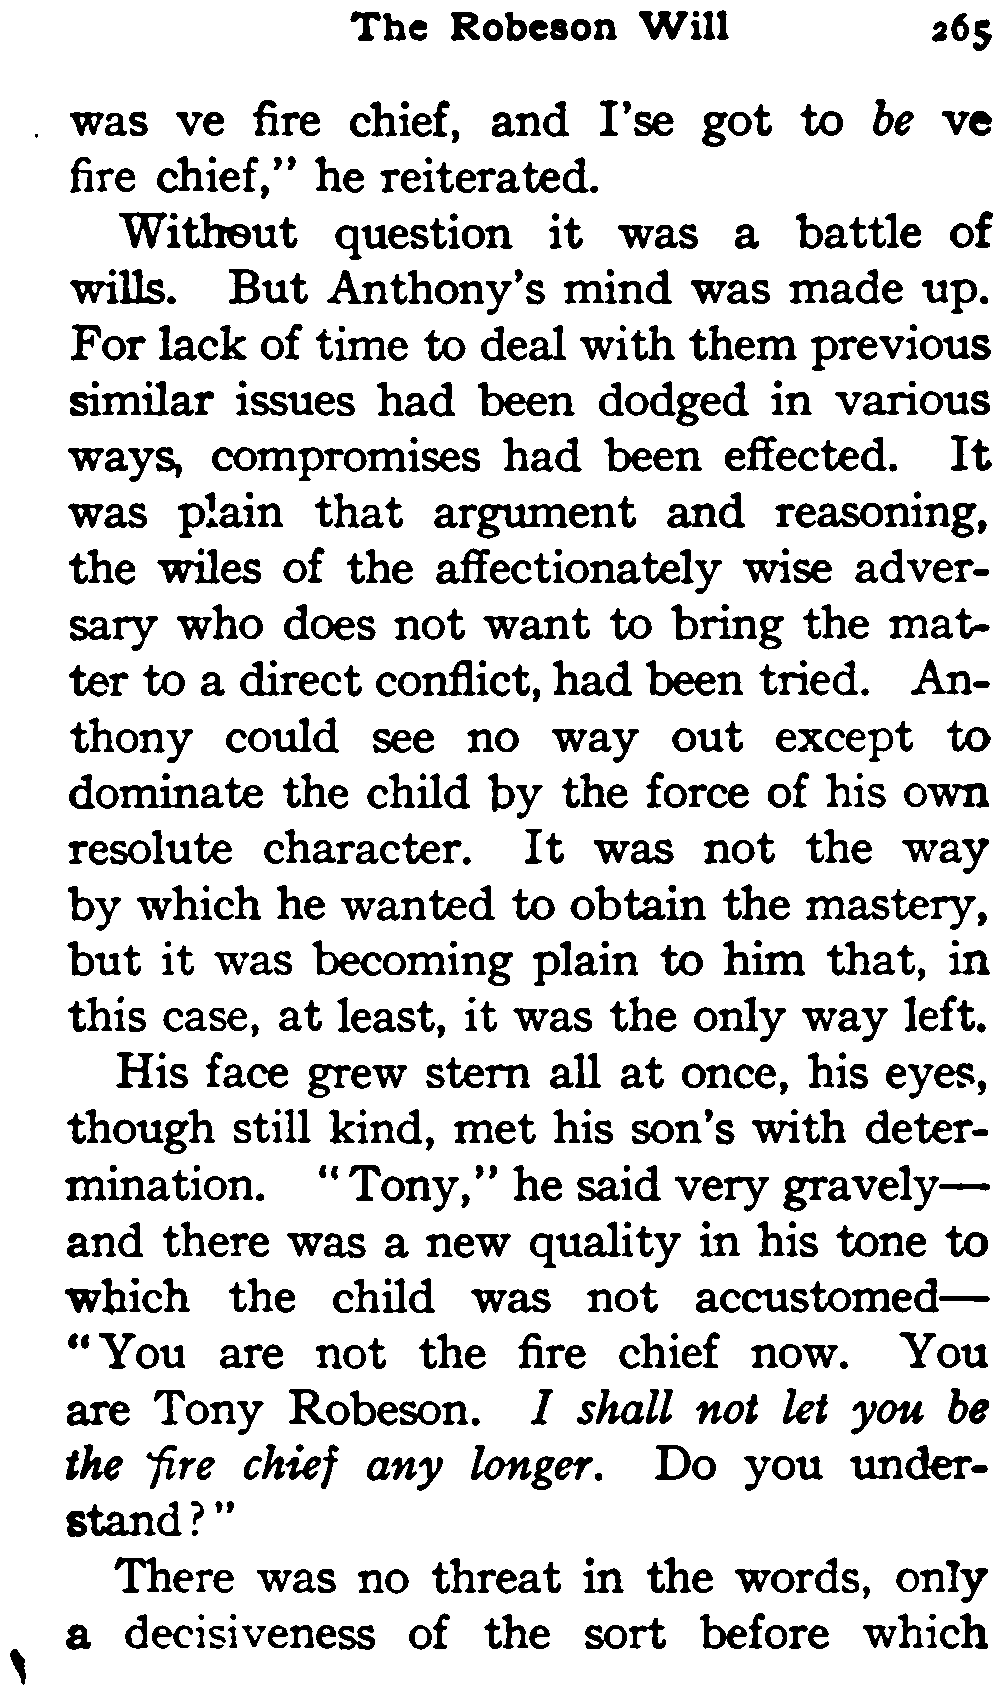 The Robeson Will 265
was ve fire chief, and I'se got to be ve
fire chief," he reiterated.
Without question it was a battle of
wills. But Anthony's mind was made up.
For lack of time to deal with them previous
similar issues had been dodged in various
ways, compromises had been effected. It
was plain that argument and reasoning,
the wiles of the affectionately wise adver-
sary who does not want to bring the mat-
ter to a direct conflict, had been tried. An-
thony could see no way out except to
dominate the child by the force of his own
resolute character. It was not the way
by which he wanted to obtain the mastery,
but it was becoming plain to him that, in
this case, at least, it was the only way left.
His face grew stern all at once, his eyes,
though still kind, met his son's with deter-
mination. "Tony," he said very gravely—
and there was a new quality in his tone to
which the child was not accustomed—
"You are not the fire chief now. You
are Tony Robeson. I shall not let you be
the fire chief any longer. Do you under-
stand?"
There was no threat in the words, only
a decisiveness of the sort before which